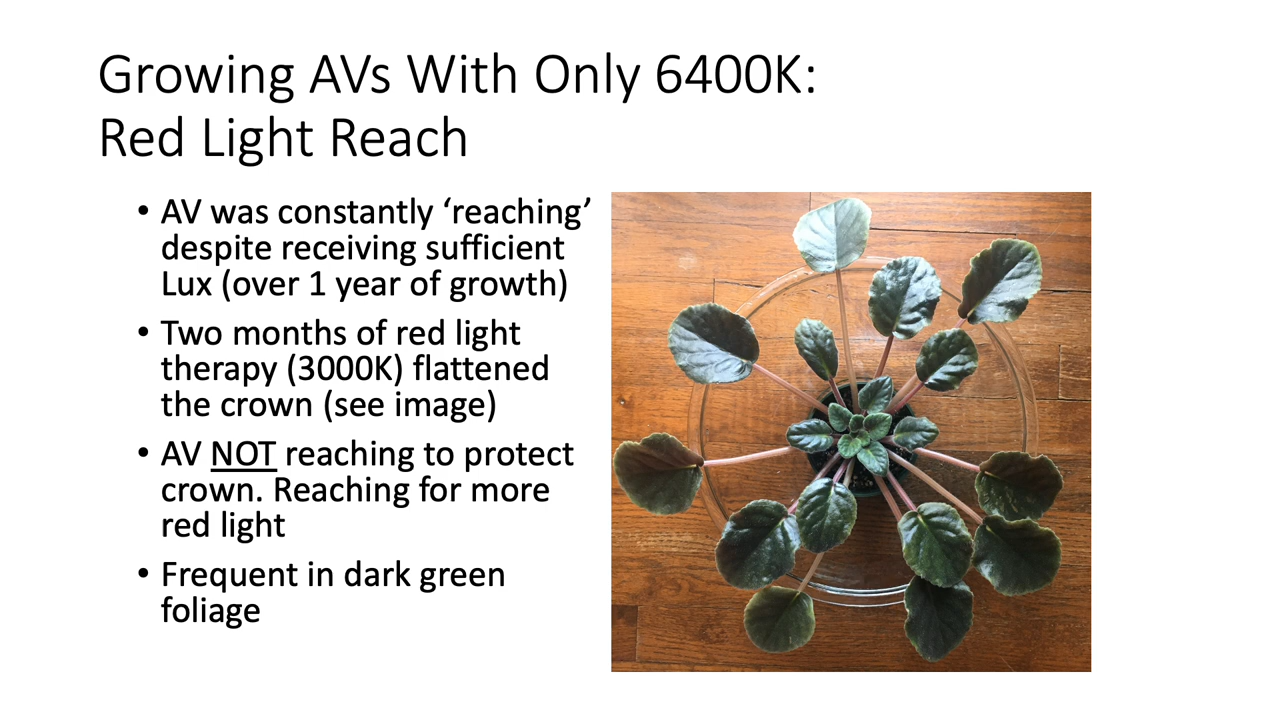 Growing AVs With Only 6400K:
Red Light Reach
• AV was constantly ‘reaching’
despite receiving sufficient
Lux (over 1 year of growth)
• Two months of red light
therapy (3000K) flattened
the crown (see image)
• AV NOT reaching to protect
crown. Reaching for more
red light
• Frequent in dark green
foliage